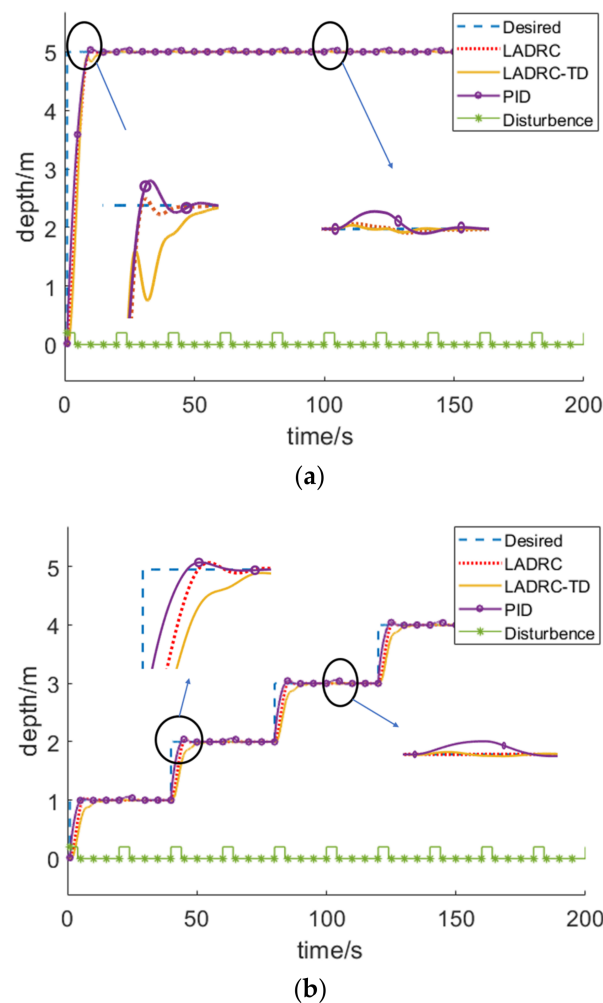 5
4
3
2
1
0
depth/m
0
50
100
150
200
time/s
Desired
LADRC
LADRC-TD
PID
Disturbence
(a)
5
4
3
2
1
0
depth/m
0
50
100
150
200
time/s
Desired
LADRC
LADRC-TD
PID
Disturbence
(b)